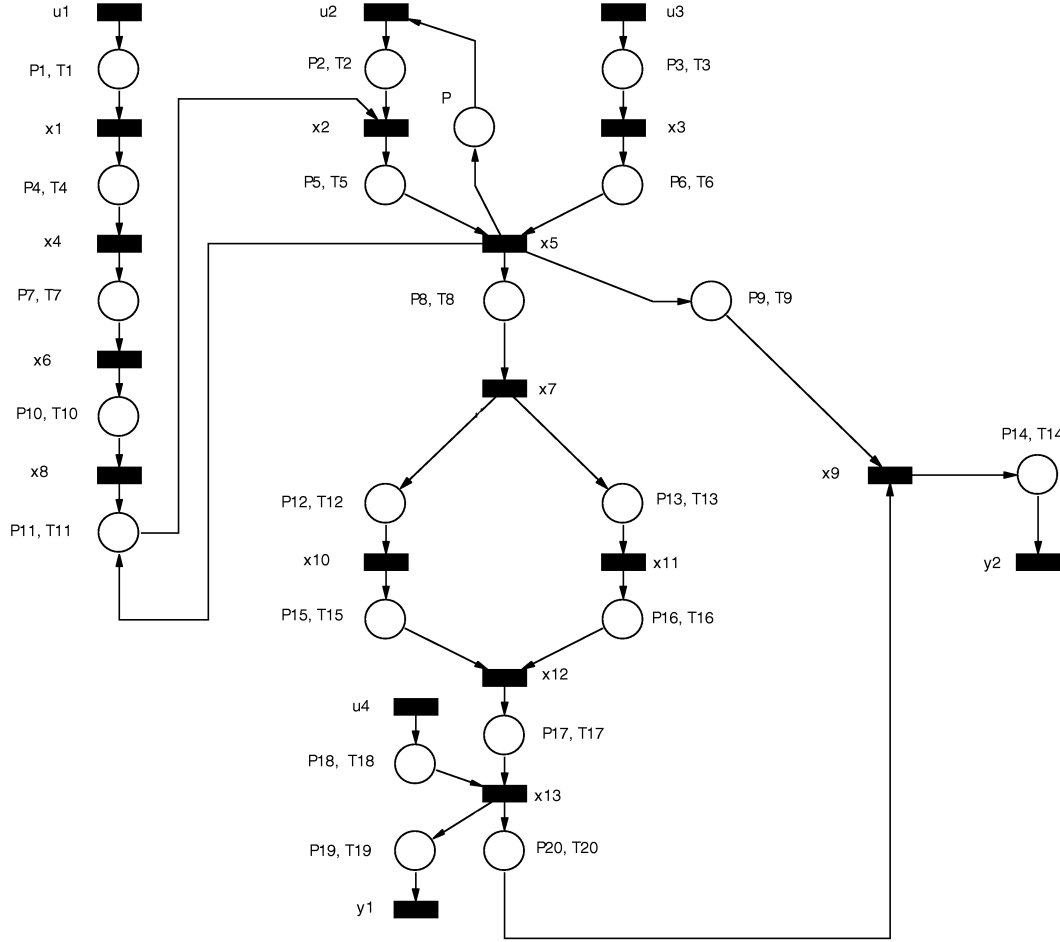 u1
u2
u3
P1, T1
P2, T2
P3, T3
P
x1
x2
x3
P4, T4
P5, T5
P6, T6
x4
x5
P7, T7
P8, T8
P9, T9
x6
x7
P10, T10
P14, T14
x8
x9
P12, T12
P13, T13
P11, T11
x10
x11
y2
P15, T15
P16, T16
x12
u4
P17, T17
P18, T18
x13
P19, T19
P20, T20
y1